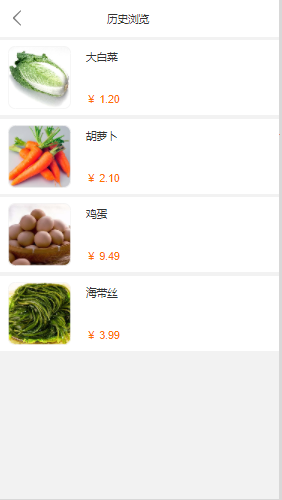 历史浏览
大白菜
￥ 1.20
胡萝卜
￥ 2.10
鸡蛋
￥ 9.49
海带丝
￥ 3.99